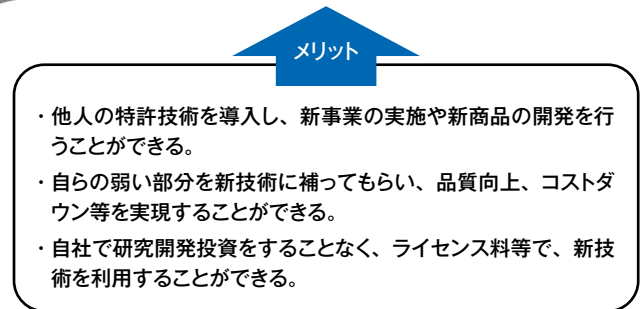 メリット
・他人の特許技術を導入し、新事業の実施や新商品の開発を行
うことができる。
・自らの弱い部分を新技術に補ってもらい、品質向上、コストダ
ウン等を実現することができる。
・自社で研究開発投資をすることなく、ライセンス料等で、新技
術を利用することができる。